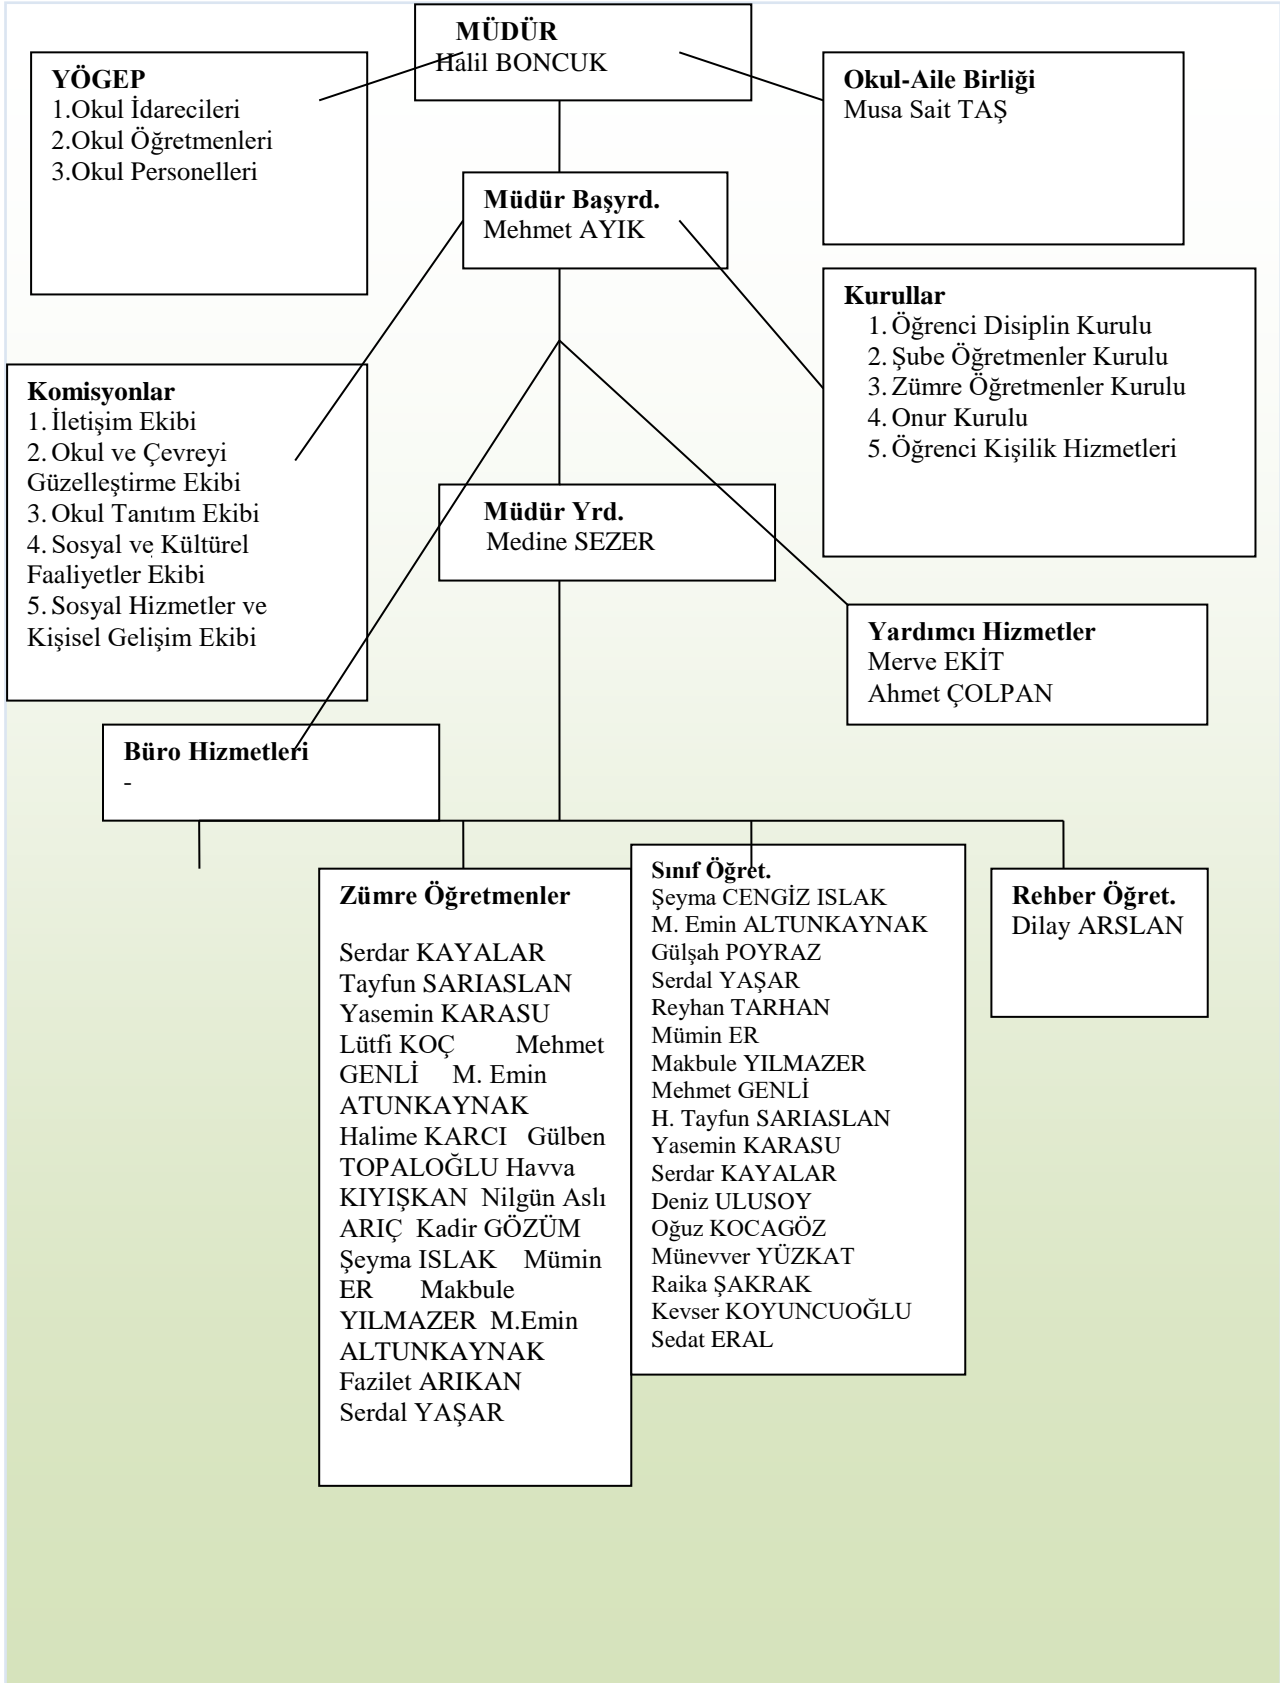 MÜDÜR
Halil BONCUK
YÖGEP
1.Okul İdarecileri
2.Okul Öğretmenleri
3.Okul Personelleri
Okul-Aile Birliği
Musa Sait TAŞ
Müdür Başyrd.
Mehmet AYIK
Kurullar
1. Öğrenci Disiplin Kurulu
2. Şube Öğretmenler Kurulu
3. Zümre Öğretmenler Kurulu
4. Onur Kurulu
5. Öğrenci Kişilik Hizmetleri
Komisyonlar
1. İletişim Ekibi
2. Okul ve Çevreyi
Güzelleştirme Ekibi
3. Okul Tanıtım Ekibi
4. Sosyal ve Kültürel
Faaliyetler Ekibi
5. Sosyal Hizmetler ve
Kişisel Gelişim Ekibi
Müdür Yrd.
Medine SEZER
Yardımcı Hizmetler
Merve EKİT
Ahmet ÇOLPAN
Büro Hizmetleri
-
Zümre Öğretmenler
Serdar KAYALAR
Tayfun SARIASLAN
Yasemin KARASU
Lütfi KOÇ Mehmet
GENLİ M. Emin
ATUNKAYNAK
Halime KARCI Gülben
TOPALOĞLU Havva
KIYIŞKAN Nilgün Aslı
ARIÇ Kadir GÖZÜM
Şeyma ISLAK Mümin
ER Makbule
YILMAZER M.Emin
ALTUNKAYNAK
Fazilet ARIKAN
Serdal YAŞAR
Sınıf Öğret.
Şeyma CENGİZ ISLAK
M. Emin ALTUNKAYNAK
Gülşah POYRAZ
Serdal YAŞAR
Reyhan TARHAN
Mümin ER
Makbule YILMAZER
Mehmet GENLİ
H. Tayfun SARIASLAN
Yasemin KARASU
Serdar KAYALAR
Deniz ULUSOY
Oğuz KOCAGÖZ
Münevver YÜZKAT
Raika ŞAKRAK
Kevser KOYUNCUOĞLU
Sedat ERAL
Rehber Öğret.
Dilay ARSLAN